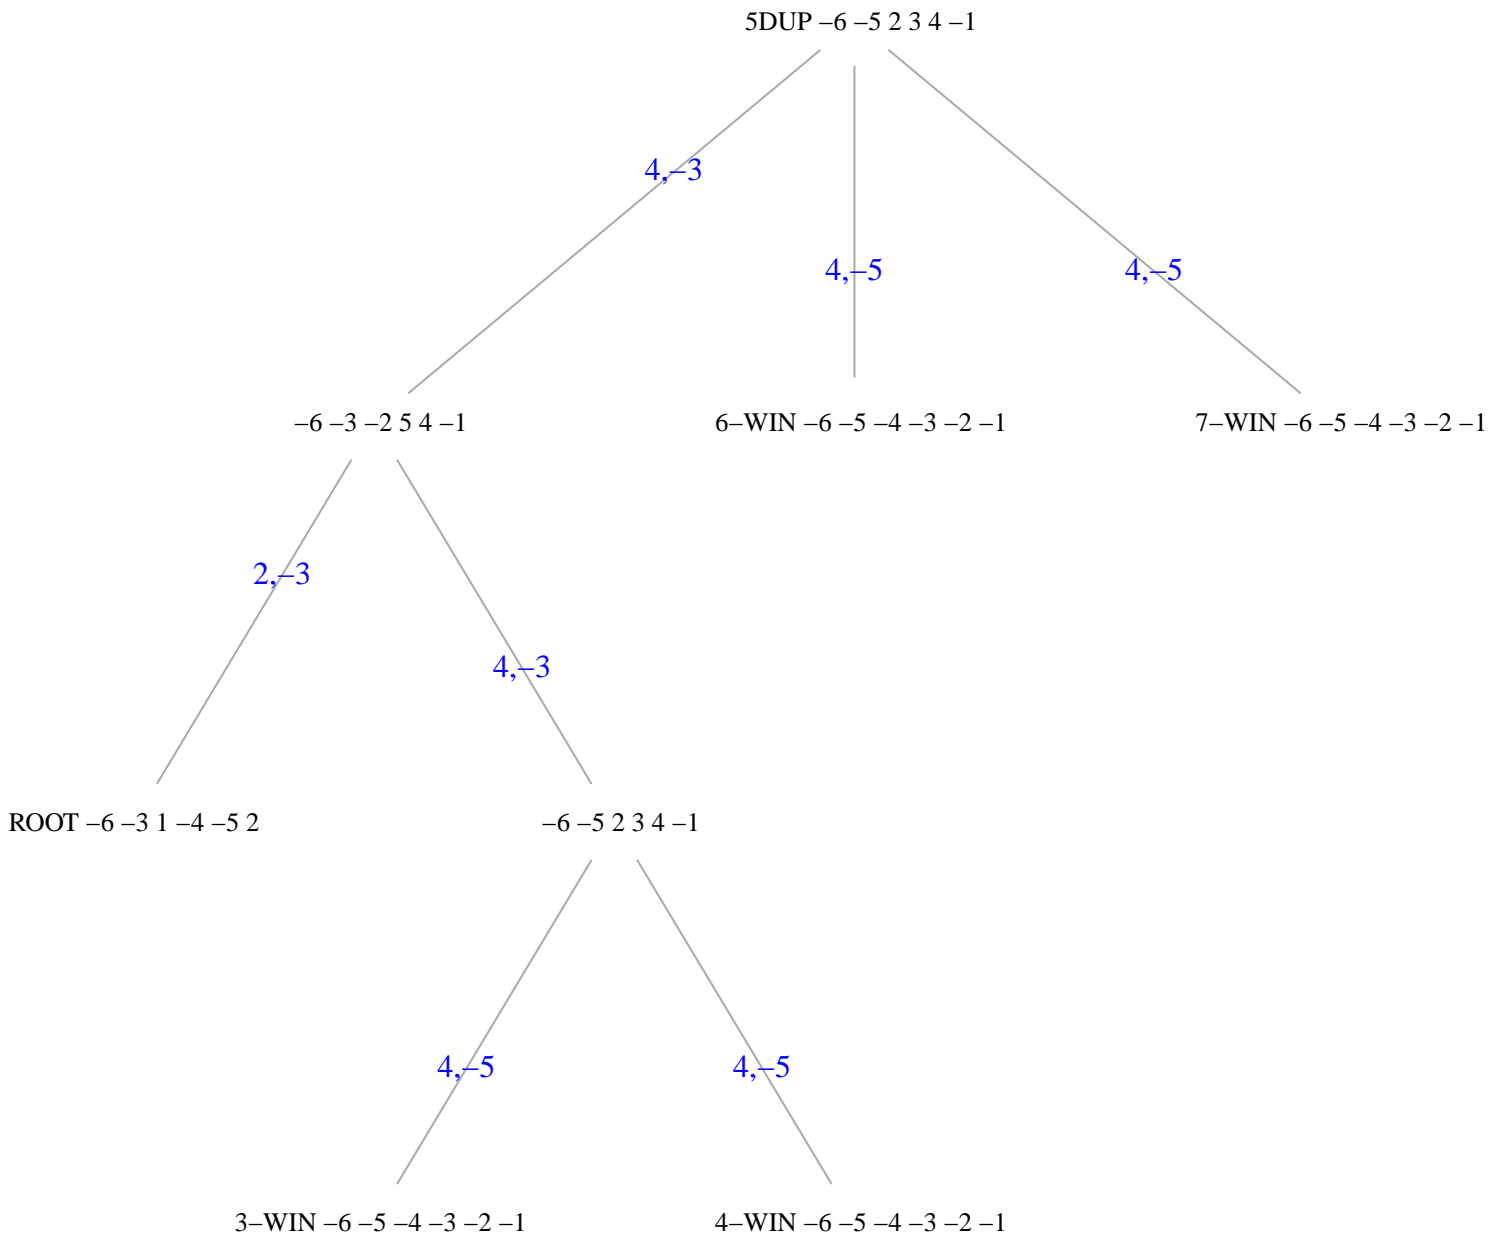 5DUP –6 –5 2 3 4 –1
4,–3
4,–5
4,–5
–6 –3 –2 5 4 –1
6–WIN –6 –5 –4 –3 –2 –1
7–WIN –6 –5 –4 –3 –2 –1
2,–3
4,–3
ROOT –6 –3 1 –4 –5 2
–6 –5 2 3 4 –1
4,–5
4,–5
3–WIN –6 –5 –4 –3 –2 –1
4–WIN –6 –5 –4 –3 –2 –1